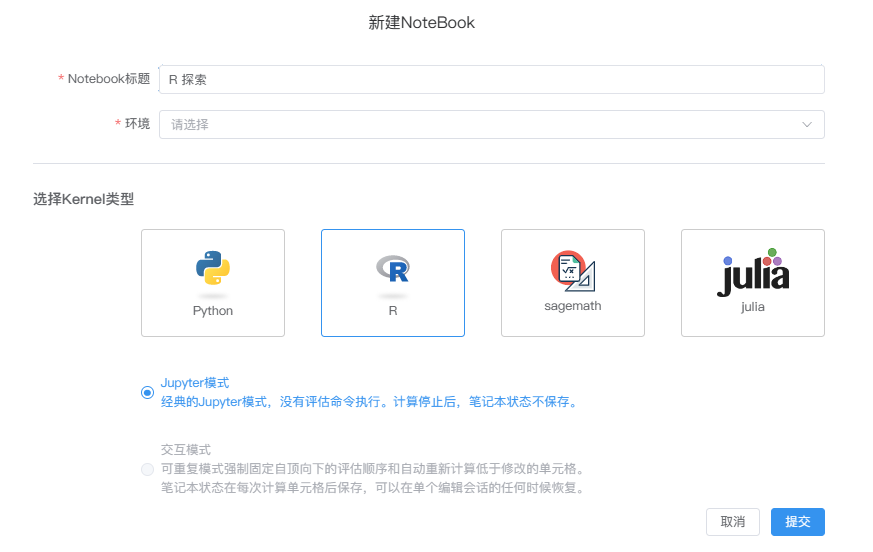 新建NoteBook
* Notebook标题 R 探索
* 环境 请选择
选择Kernel类型
Python R sagemath julia julia
Jupyter模式
经典的Jupyter模式，没有评估命令执行。计算停止后，笔记本状态不保存。
交互模式
可重复模式强制固定自顶向下的评估顺序和自动重新计算低于修改的单元格。
笔记本状态在每次计算单元格后保存，可以在单个编辑会话的任何时候恢复。
取消 提交